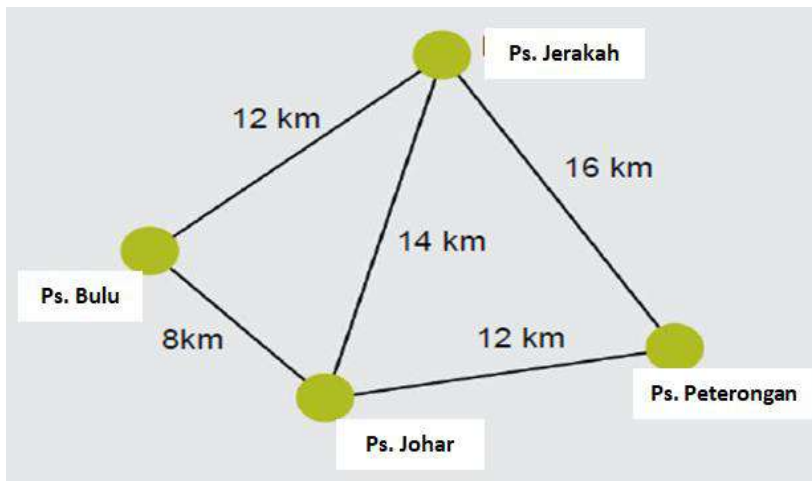 Ps. Jerakah
12 km
16 km
14 km
Ps. Bulu
8km
12 km
Ps. Peterongan
Ps. Johar